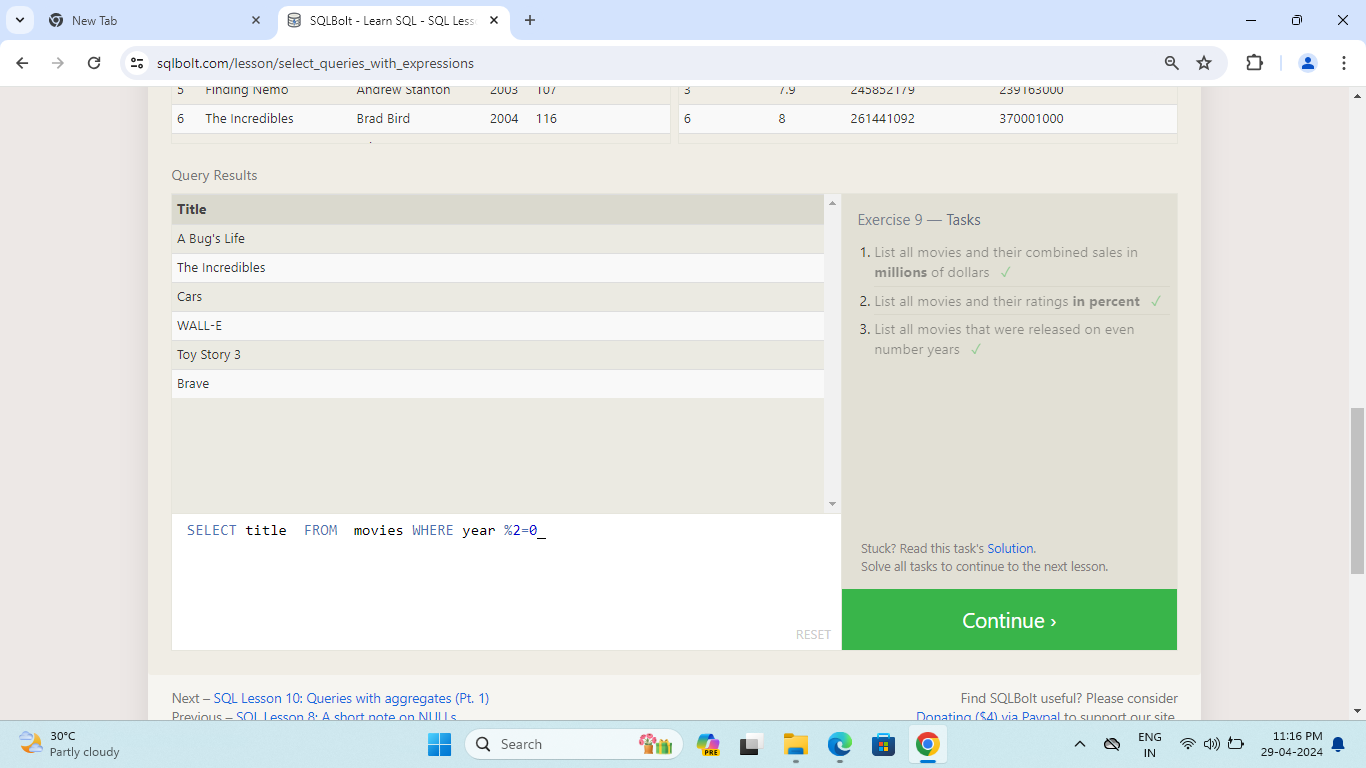 New Tab
SQLBolt - Learn SQL - SQL Less
sqlbolt.com/lesson/select_queries_with_expressions
5 Finding Nemo Andrew Stanton 2003 107 3 7.9 245852179 239163000
6 The Incredibles Brad Bird 2004 116 6 8 261441092 370001000
Query Results
Title
A Bug's Life
The Incredibles
Cars
WALL-E
Toy Story 3
Brave
SELECT title  FROM  movies WHERE year %2=0_
RESET
Exercise 9 — Tasks
1. List all movies and their combined sales in
millions of dollars ✓
2. List all movies and their ratings in percent ✓
3. List all movies that were released on even
number years ✓
Stuck? Read this task's Solution.
Solve all tasks to continue to the next lesson.
Continue ›
Next – SQL Lesson 10: Queries with aggregates (Pt. 1)
Previous – SQL Lesson 8: A short note on NULLs
Find SQLBolt useful? Please consider
Donating ($4) via Paypal to support our site.
30°C
Partly cloudy
Search
PRE
ENG
IN
11:16 PM
29-04-2024